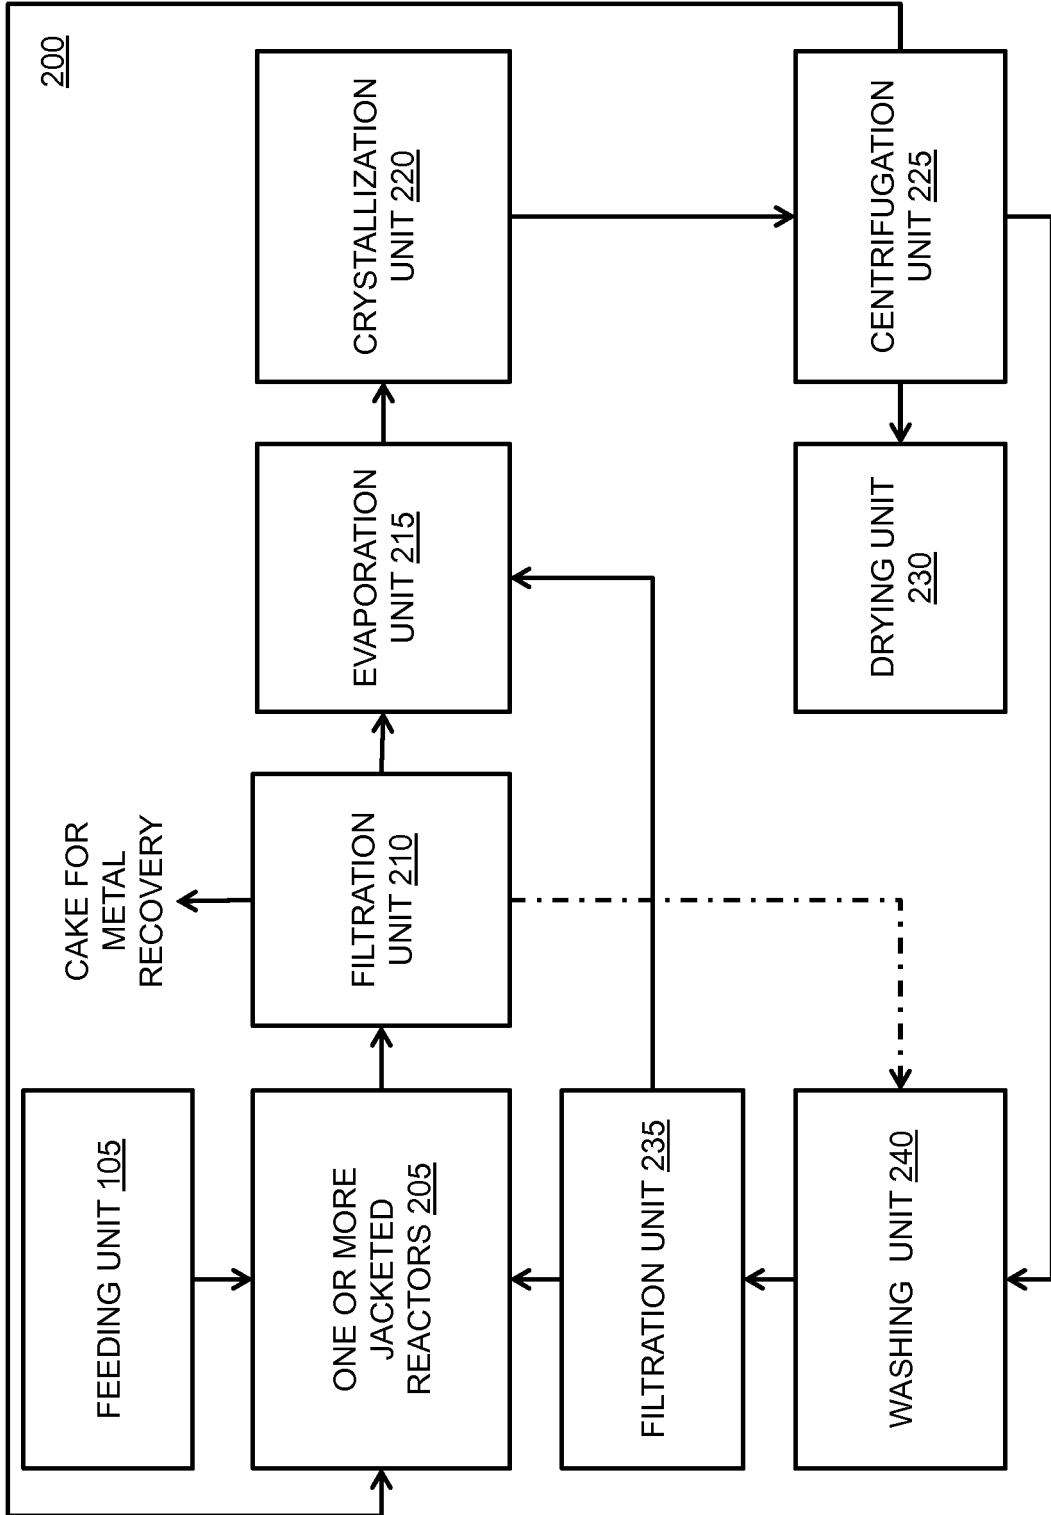 200
FEEDING UNIT 105
ONE OR MORE
JACKETED
REACTORS 205
FILTRATION UNIT 235
WASHING UNIT 240
CAKE FOR
METAL
RECOVERY
FILTRATION
UNIT 210
EVAPORATION
UNIT 215
CRYSTALLIZATION
UNIT 220
CENTRIFUGATION
UNIT 225
DRYING UNIT
230